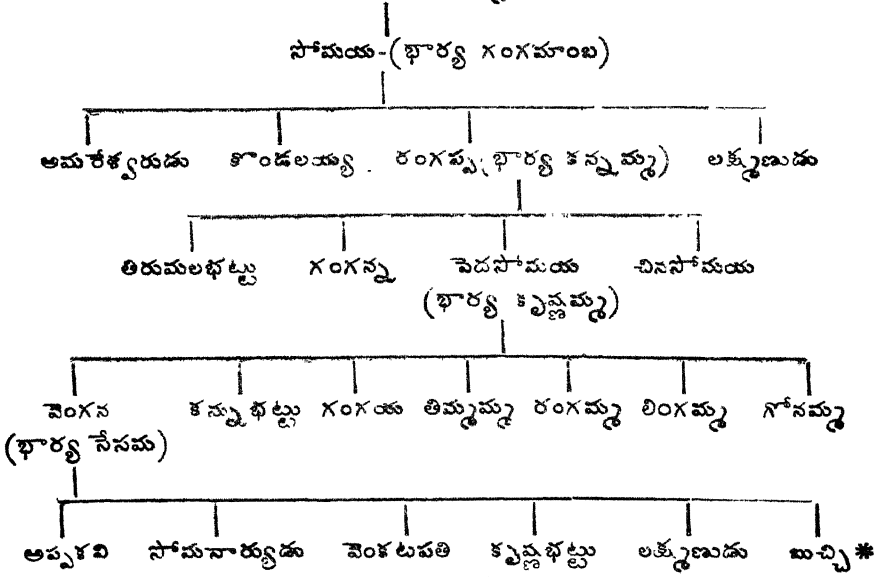 సోమయ-(భార్య గంగమాంబ)
అమరేశ్వరుడు కొండలయ్య రంగప్ప (భార్య కన్నమ్మ) లక్ష్మణుడు
తిరుమలభట్టు గంగన్న పెదసోమయ చినసోమయ
(భార్య కృష్ణమ్మ)
వెంగన కన్నుభట్టు గంగయ తిమ్మమ్మ రంగమ్మ లింగమ్మ గోనమ్మ
(భార్య సేసమ)
అప్పకవి సోమనార్యుడు వెంకటపతి కృష్ణభట్టు లక్ష్మణుడు బుచ్చి*